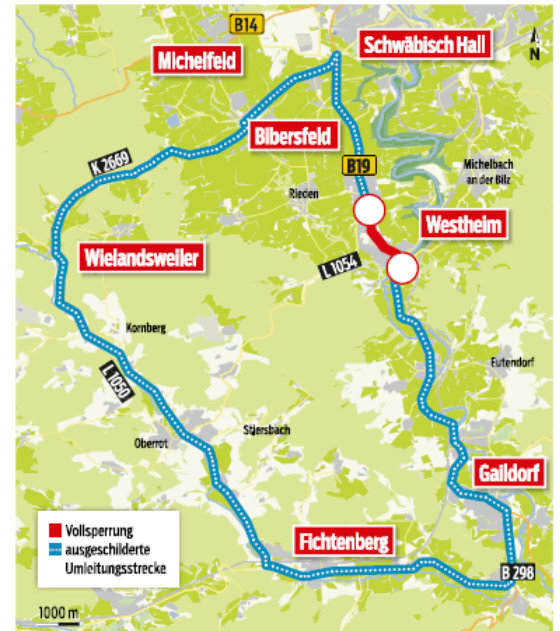 B14
Schwäbisch Hall
N
Michelfeld
Bibersfeld
K 2669
B19
Michelbach
an der Bilz
Rieden
Westheim
Wielandsweiler
L 1054
Kornberg
Eutendorf
L 1050
Stiersbach
Oberrot
Gaildorf
Vollsperrung
ausgeschilderte
Umleitungsstrecke
Fichtenberg
B 298
1000 m